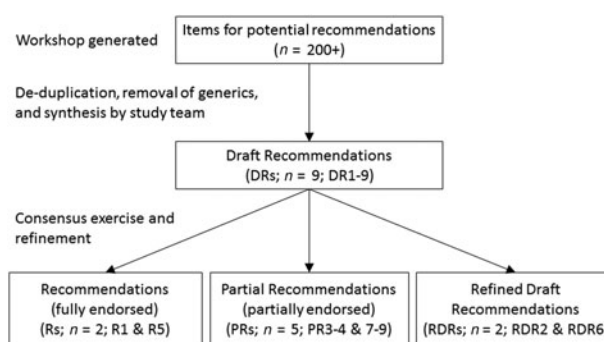 Workshop generated
Items for potential recommendations
(n = 200+)
De-duplication, removal of generics,
and synthesis by study team
Draft Recommendations
(DRs; n = 9; DR1-9)
Consensus exercise and
refinement
Recommendations
(fully endorsed)
(Rs; n = 2; R1 & R5)
Partial Recommendations
(partially endorsed)
(PRs; n = 5; PR3-4 & 7-9)
Refined Draft
Recommendations
(RDRs; n = 2; RDR2 & RDR6)